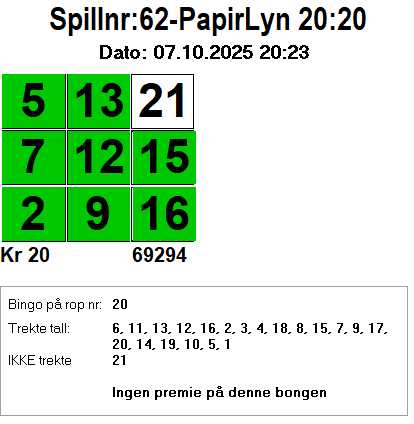 Spillnr:62-PapirLyn 20:20
Dato: 07.10.2025 20:23
5 13 21
7 12 15
2 9 16
Kr 20 69294
Bingo på rop nr: 20
Trekte tall: 6, 11, 13, 12, 16, 2, 3, 4, 18, 8, 15, 7, 9, 17,
20, 14, 19, 10, 5, 1
IKKE trekte 21
Ingen premie på denne bongen